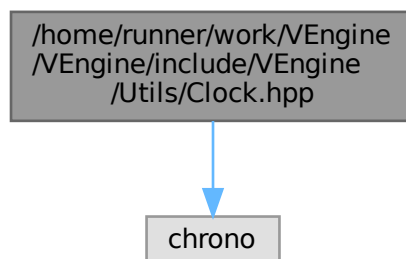 /home/runner/work/VEngine
/VEngine/include/VEngine
/Utils/Clock.hpp
chrono